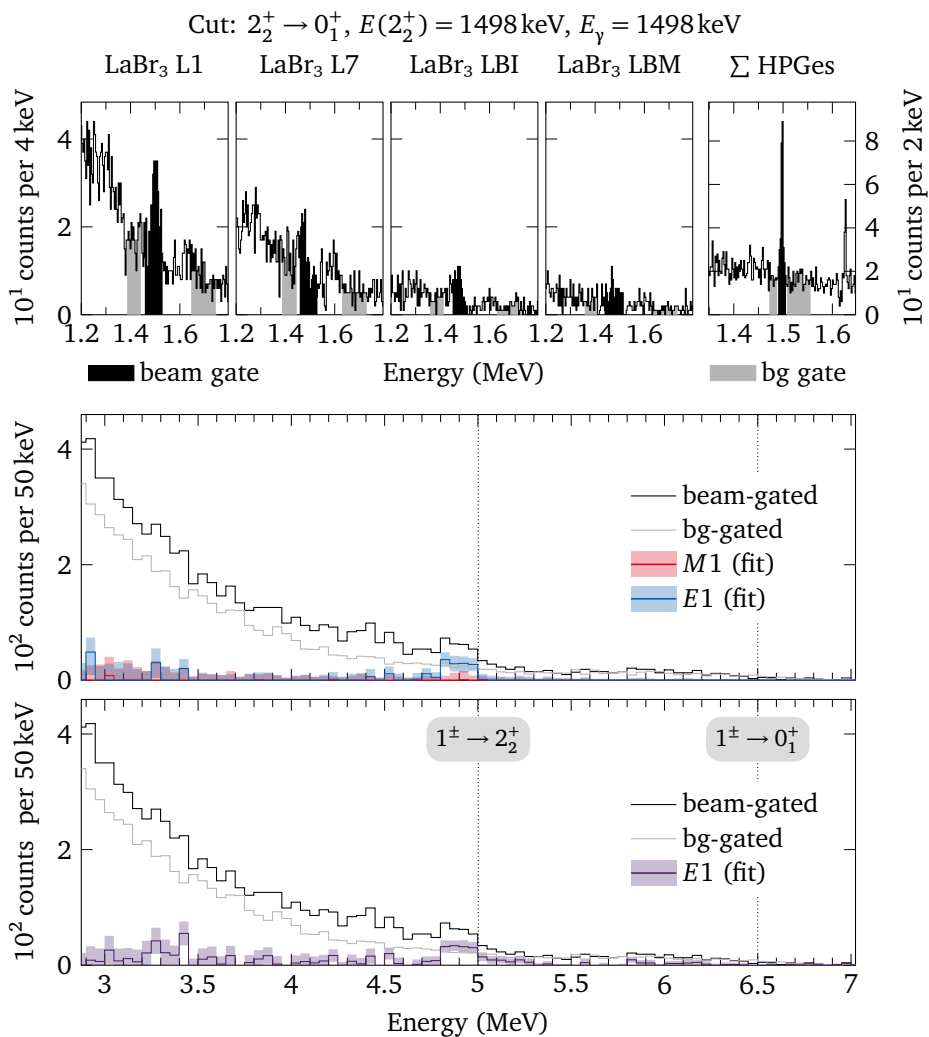 Cut: 2₂⁺ → 0₁⁺, E(2₂⁺) = 1498 keV, Eᵧ = 1498 keV
LaBr₃ L1 LaBr₃ L7 LaBr₃ LBI LaBr₃ LBM ∑ HPGes
10¹ counts per 4 keV
4
2
0
8
6
4
2
0
10¹ counts per 2 keV
1.2 1.4 1.6 1.2 1.4 1.6 1.2 1.4 1.6 1.2 1.4 1.6 1.4 1.5 1.6
beam gate Energy (MeV) bg gate
10² counts per 50 keV
4
2
0
beam-gated
bg-gated
M1 (fit)
E1 (fit)
10² counts per 50 keV
4
2
0
1± → 2₂⁺ 1± → 0₁⁺
beam-gated
bg-gated
E1 (fit)
3 3.5 4 4.5 5 5.5 6 6.5 7
Energy (MeV)